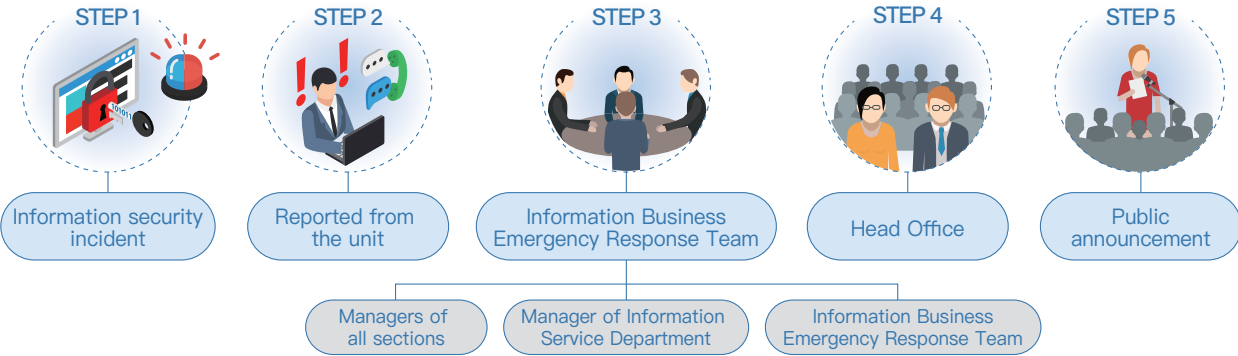 STEP 1
STEP 2
STEP 3
STEP 4
STEP 5
101011
Information security
incident
Reported from
the unit
Information Business
Emergency Response Team
Head Office
Public
announcement
Managers of
all sections
Manager of Information
Service Department
Information Business
Emergency Response Team